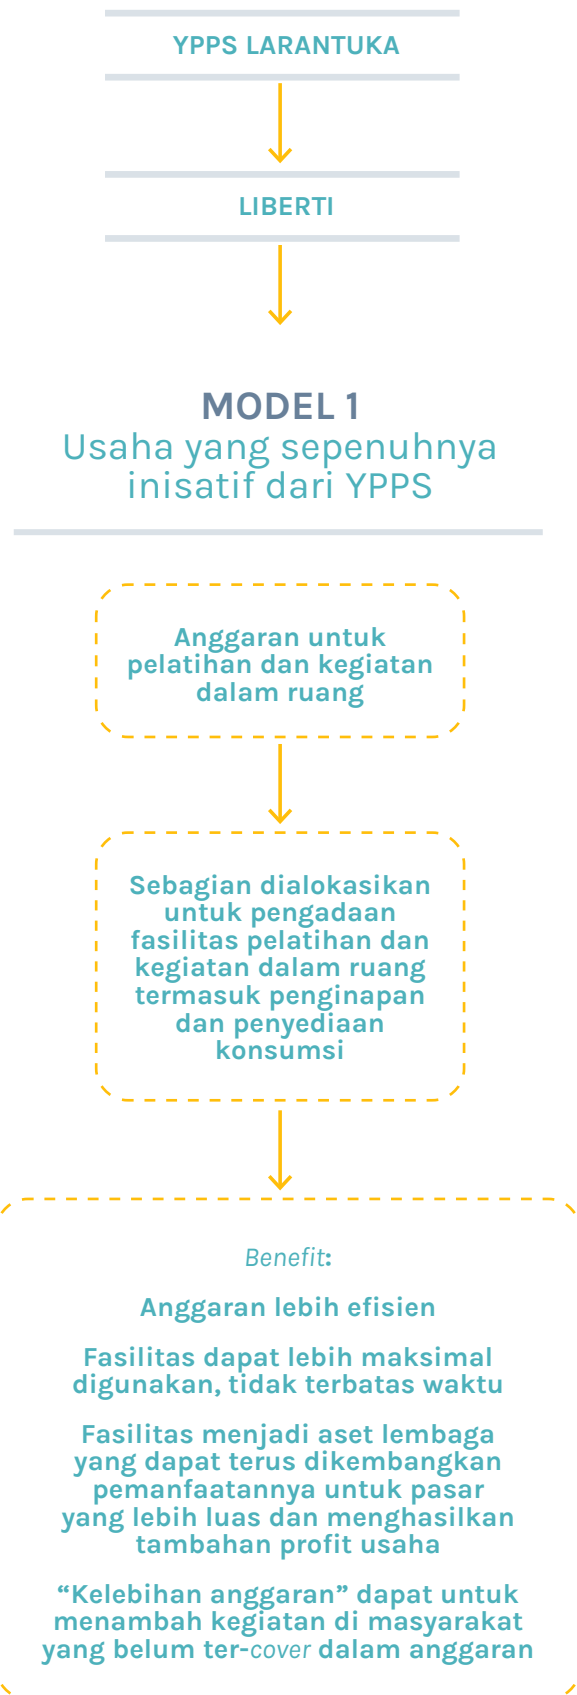 YPPS LARANTUKA
LIBERTI
MODEL 1
Usaha yang sepenuhnya
inisatif dari YPPS
Anggaran untuk
pelatihan dan kegiatan
dalam ruang
Sebagian dialokasikan
untuk pengadaan
fasilitas pelatihan dan
kegiatan dalam ruang
termasuk penginapan
dan penyediaan
konsumsi
Benefit:
Anggaran lebih efisien
Fasilitas dapat lebih maksimal
digunakan, tidak terbatas waktu
Fasilitas menjadi aset lembaga
yang dapat terus dikembangkan
pemanfaatannya untuk pasar
yang lebih luas dan menghasilkan
tambahan profit usaha
“Kelebihan anggaran” dapat untuk
menambah kegiatan di masyarakat
yang belum ter-cover dalam anggaran